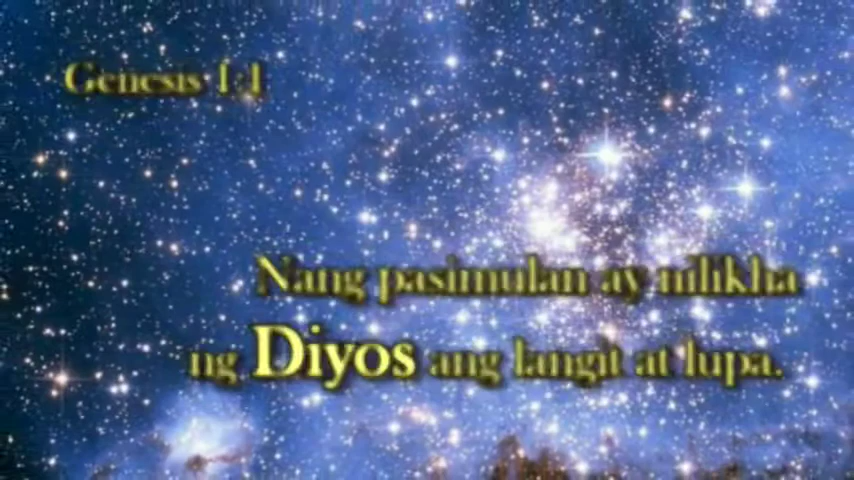 Genesis 1:1
Nang pasimulan ay nilikha
ng Diyos ang langit at lupa.